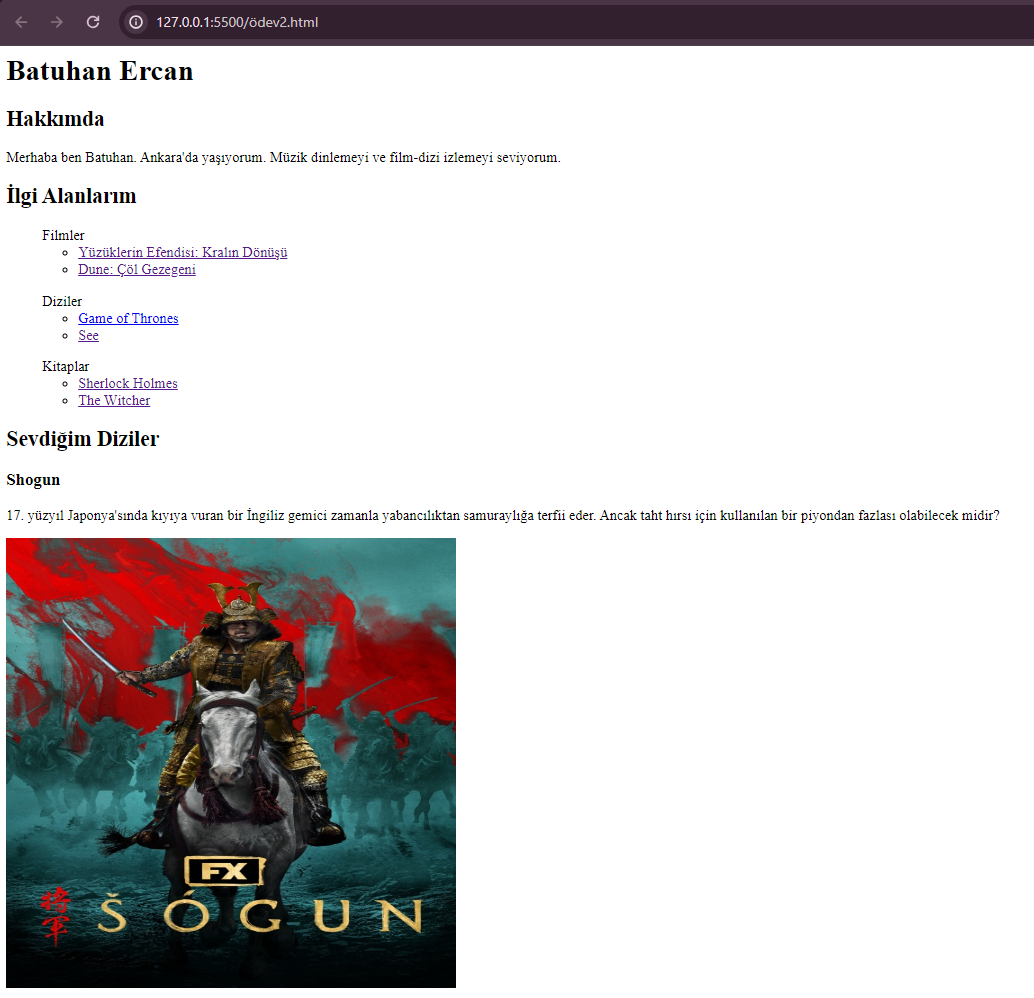 127.0.0.1:5500/ödev2.html
Batuhan Ercan
Hakkımda
Merhaba ben Batuhan. Ankara'da yaşıyorum. Müzik dinlemeyi ve film-dizi izlemeyi seviyorum.
İlgi Alanlarım
Filmler
Yüzüklerin Efendisi: Kralın Dönüşü
Dune: Çöl Gezegeni
Diziler
Game of Thrones
See
Kitaplar
Sherlock Holmes
The Witcher
Sevdiğim Diziler
Shogun
17. yüzyıl Japonya'sında kıyıya vuran bir İngiliz gemici zamanla yabancılıktan samuraylığa terfii eder. Ancak taht hırsı için kullanılan bir piyondan fazlası olabilecek midir?
FX
将軍
ŠÓGUN